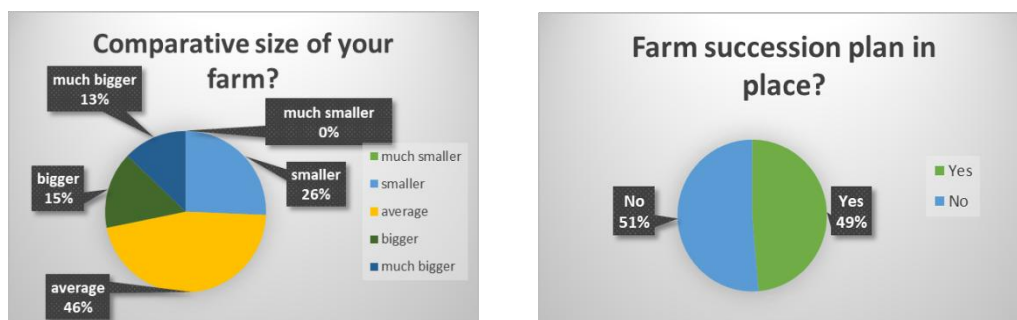 Comparative size of your
farm?
much bigger
13%
much smaller
0%
smaller
26%
bigger
15%
average
46%
much smaller
smaller
average
bigger
much bigger
Farm succession plan in
place?
No
51%
Yes
49%
Yes
No